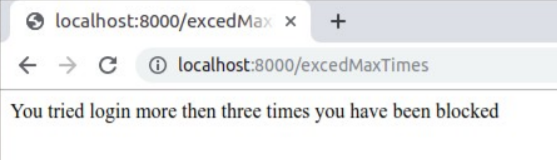 localhost:8000/excedMax
localhost:8000/excedMaxTimes
You tried login more then three times you have been blocked